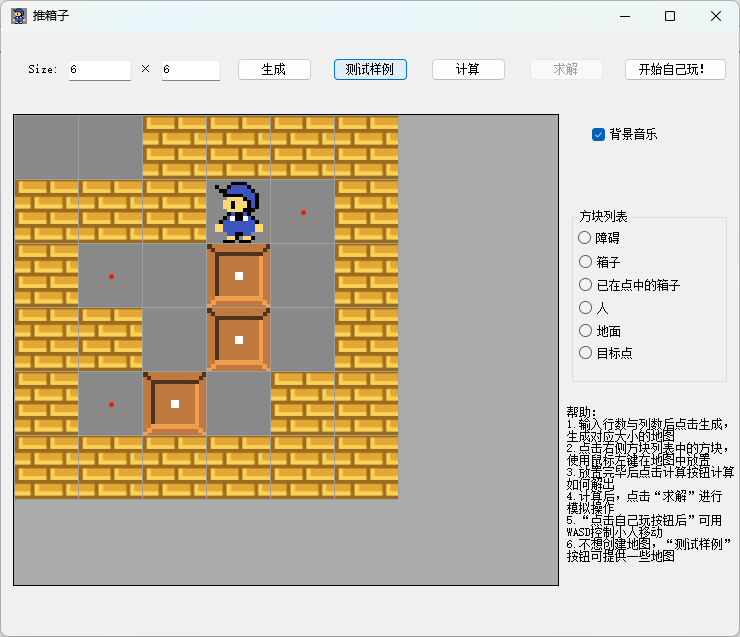 推箱子
Size: 6 × 6 生成 测试样例 计算 求解 开始自己玩!
背景音乐
方块列表
障碍
箱子
已在点中的箱子
人
地面
目标点
帮助:
1.输入行数与列数后点击生成,
生成对应大小的地图
2.点击右侧方块列表中的方块,
使用鼠标左键在地图中放置
3.放置完毕后点击计算按钮计算
如何解出
4.计算后,点击“求解”进行
模拟操作
5.“点击自己玩按钮后”可用
WASD控制小人移动
6.不想创建地图,“测试样例”
按钮可提供一些地图